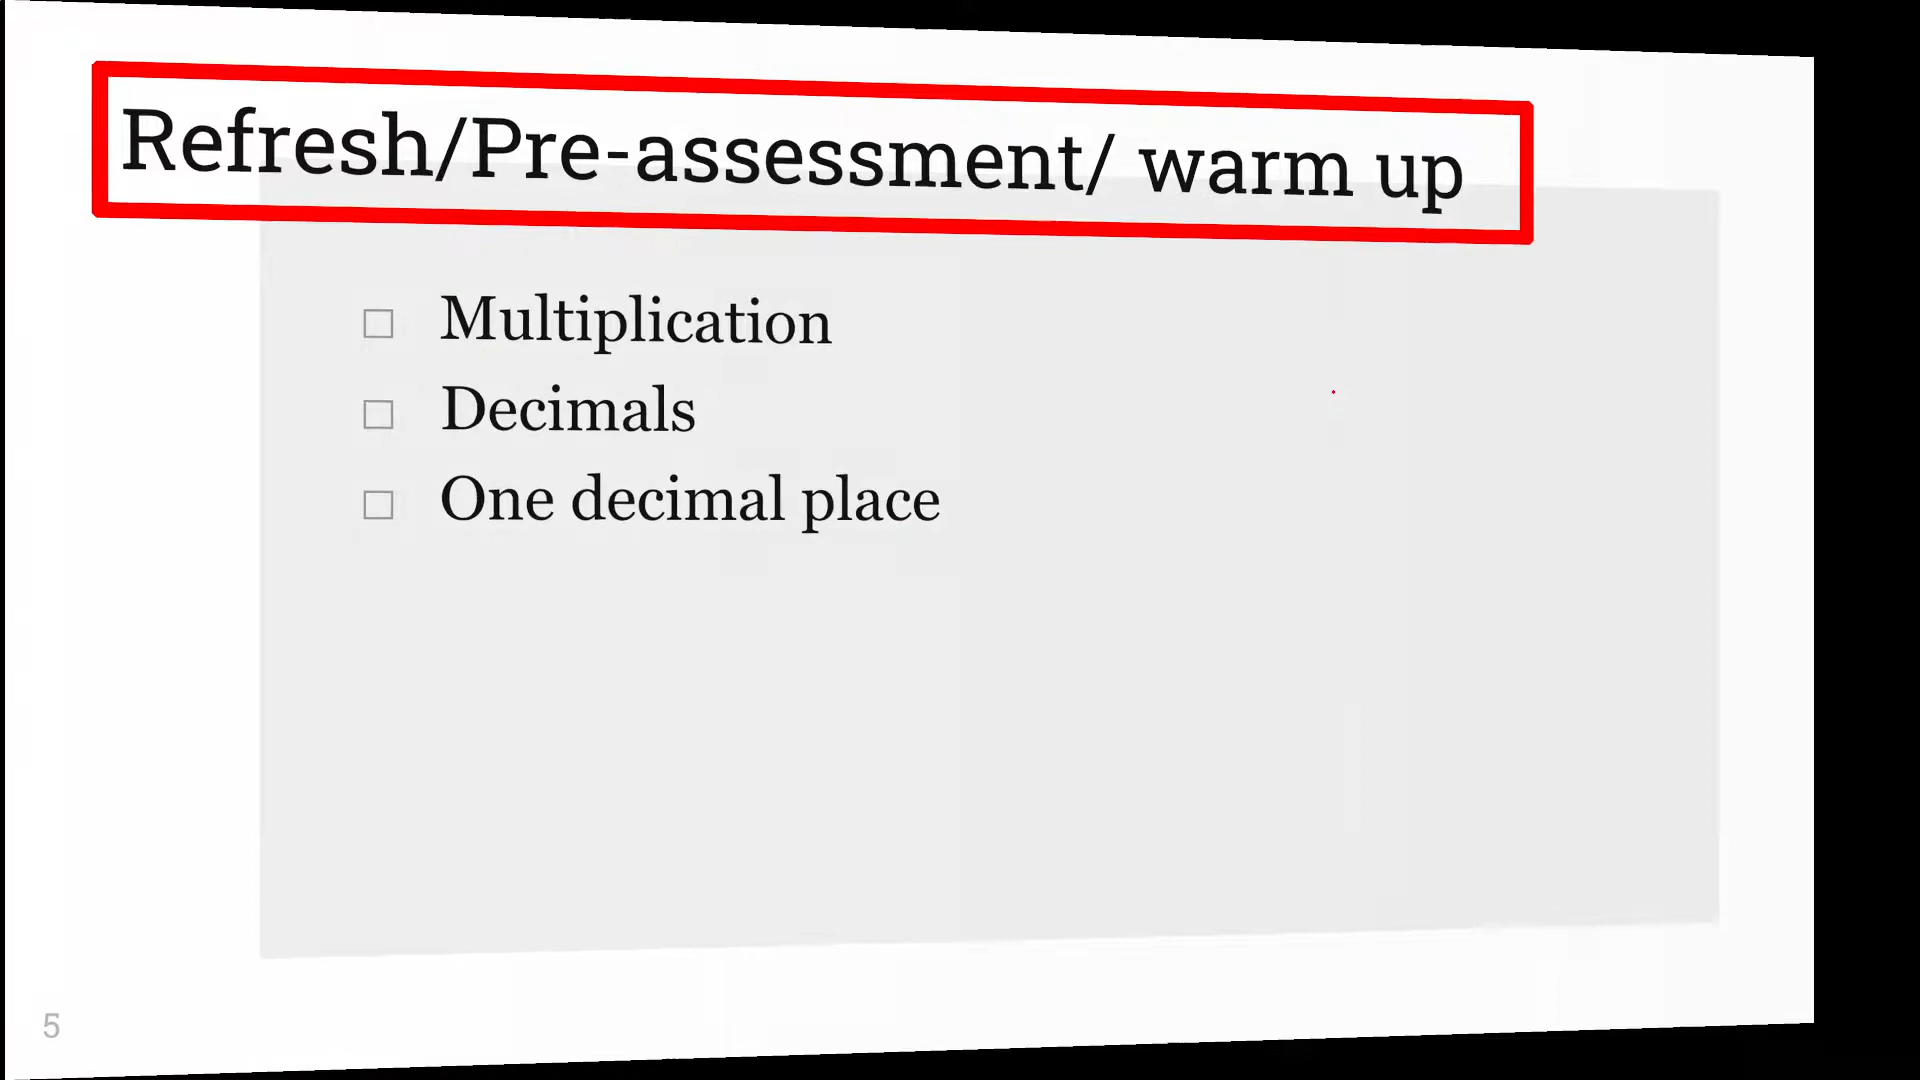 Refresh/Pre-assessment/ warm up
Multiplication
Decimals
One decimal place
5